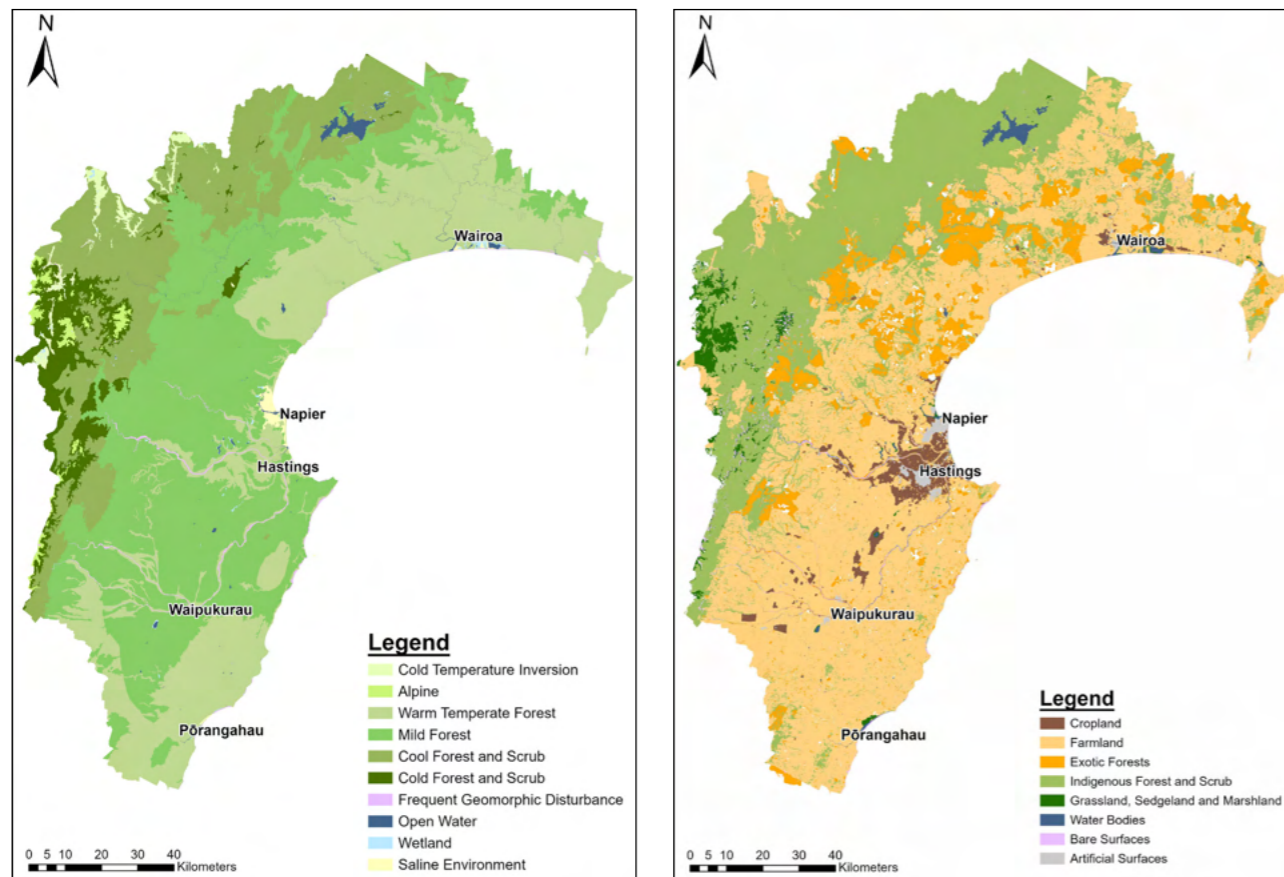 N
Wairoa
Napier
Hastings
Waipukurau
Pōrangahau
Legend
Cold Temperature Inversion
Alpine
Warm Temperate Forest
Mild Forest
Cool Forest and Scrub
Cold Forest and Scrub
Frequent Geomorphic Disturbance
Open Water
Wetland
Saline Environment
0 5 10 20 30 40
Kilometers
N
Wairoa
Napier
Hastings
Waipukurau
Pōrangahau
Legend
Cropland
Farmland
Exotic Forests
Indigenous Forest and Scrub
Grassland, Sedgeland and Marshland
Water Bodies
Bare Surfaces
Artificial Surfaces
0 5 10 20 30 40
Kilometers